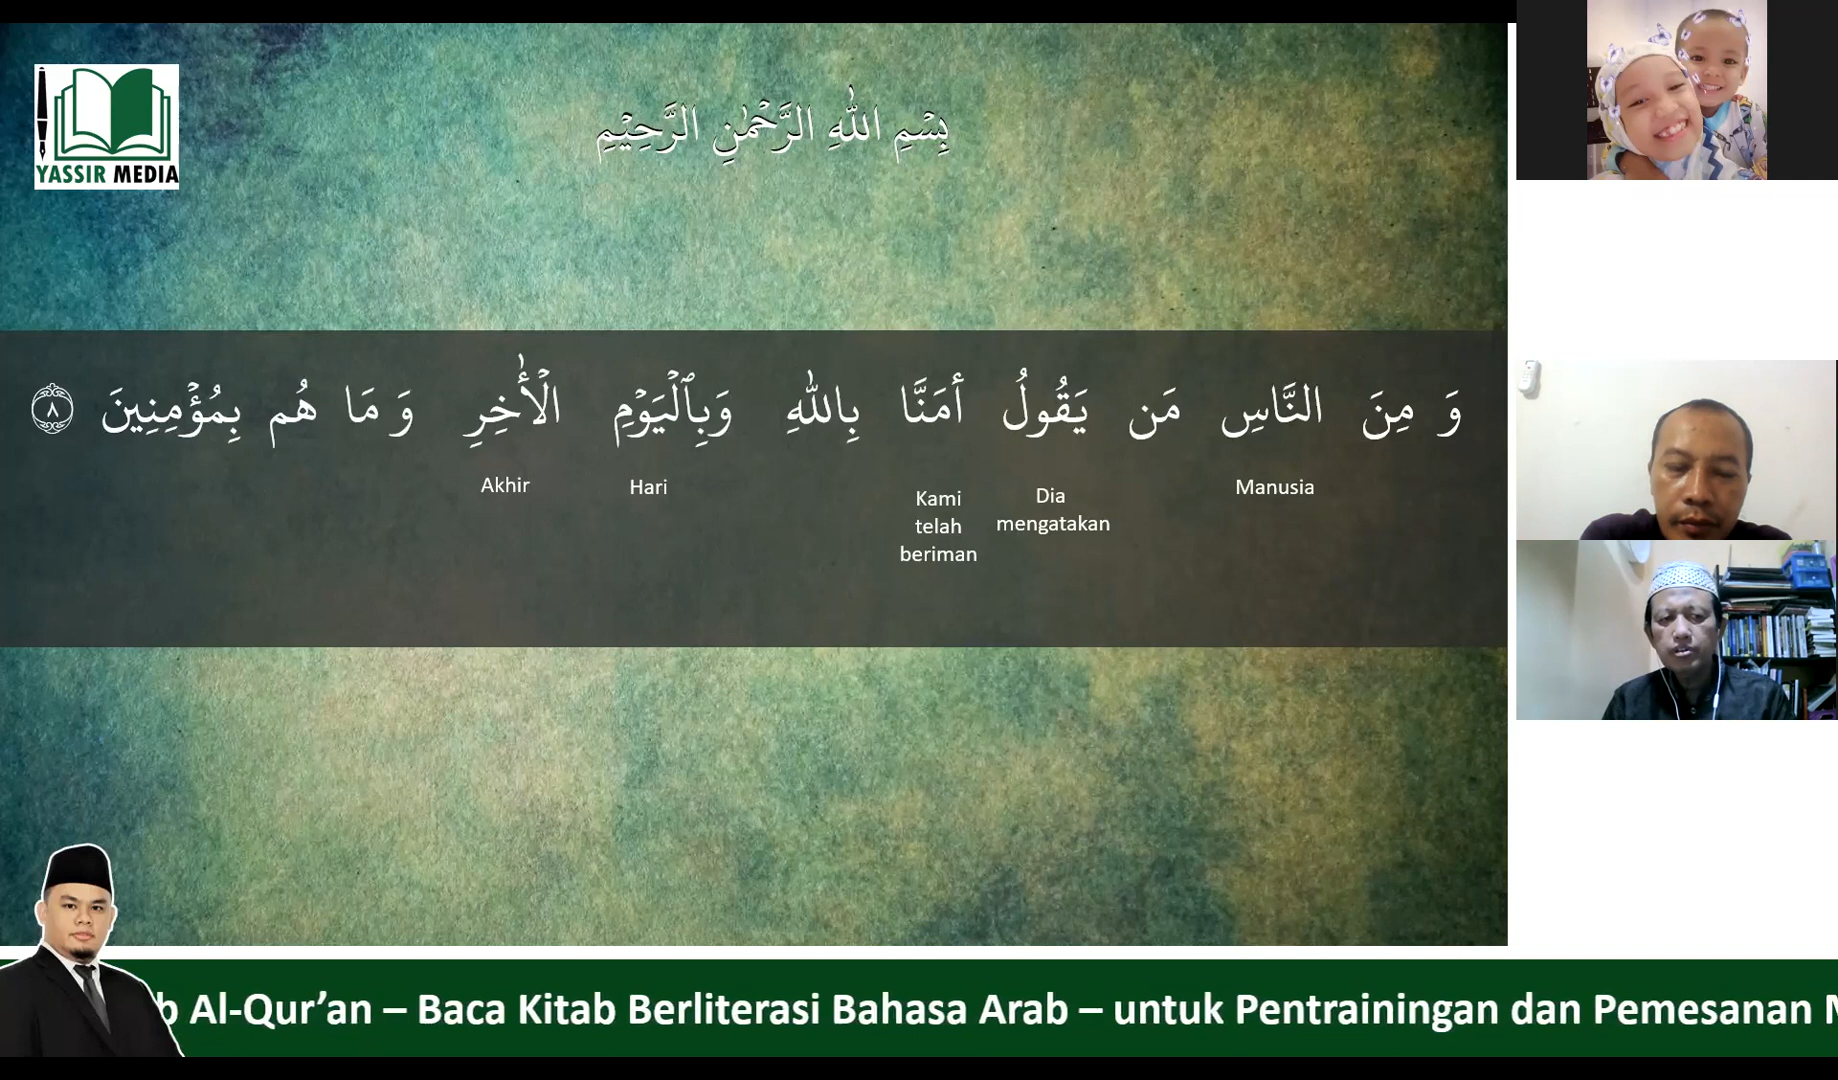 YASSIR MEDIA
بِسْمِ اللّٰهِ الرَّحْمٰنِ الرَّحِيْمِ
وَ مِنَ النَّاسِ مَن يَقُولُ أٰمَنَّا بِاللّٰهِ وَبِٱلْيَوْمِ الْأٰخِرِ وَ مَا هُم بِمُؤْمِنِينَ ٨
Manusia
Dia
mengatakan
Kami
telah
beriman
Hari
Akhir
b Al-Qur’an – Baca Kitab Berliterasi Bahasa Arab – untuk Pentrainingan dan Pemesanan